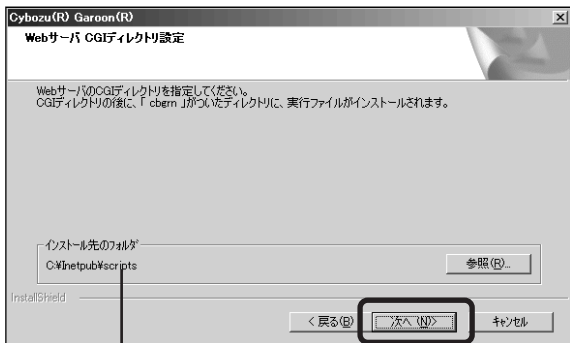 Cybozu(R) Garoon(R)
Webサーバ CGIディレクトリ設定
WebサーバのCGIディレクトリを指定してください。
CGIディレクトリの後に、「 cbgrn 」がついたディレクトリに、実行ファイルがインストールされます。
インストール先のフォルダ
C:¥Inetpub¥scripts
参照(R)...
InstallShield
< 戻る(B)
次へ (N)>
キャンセル